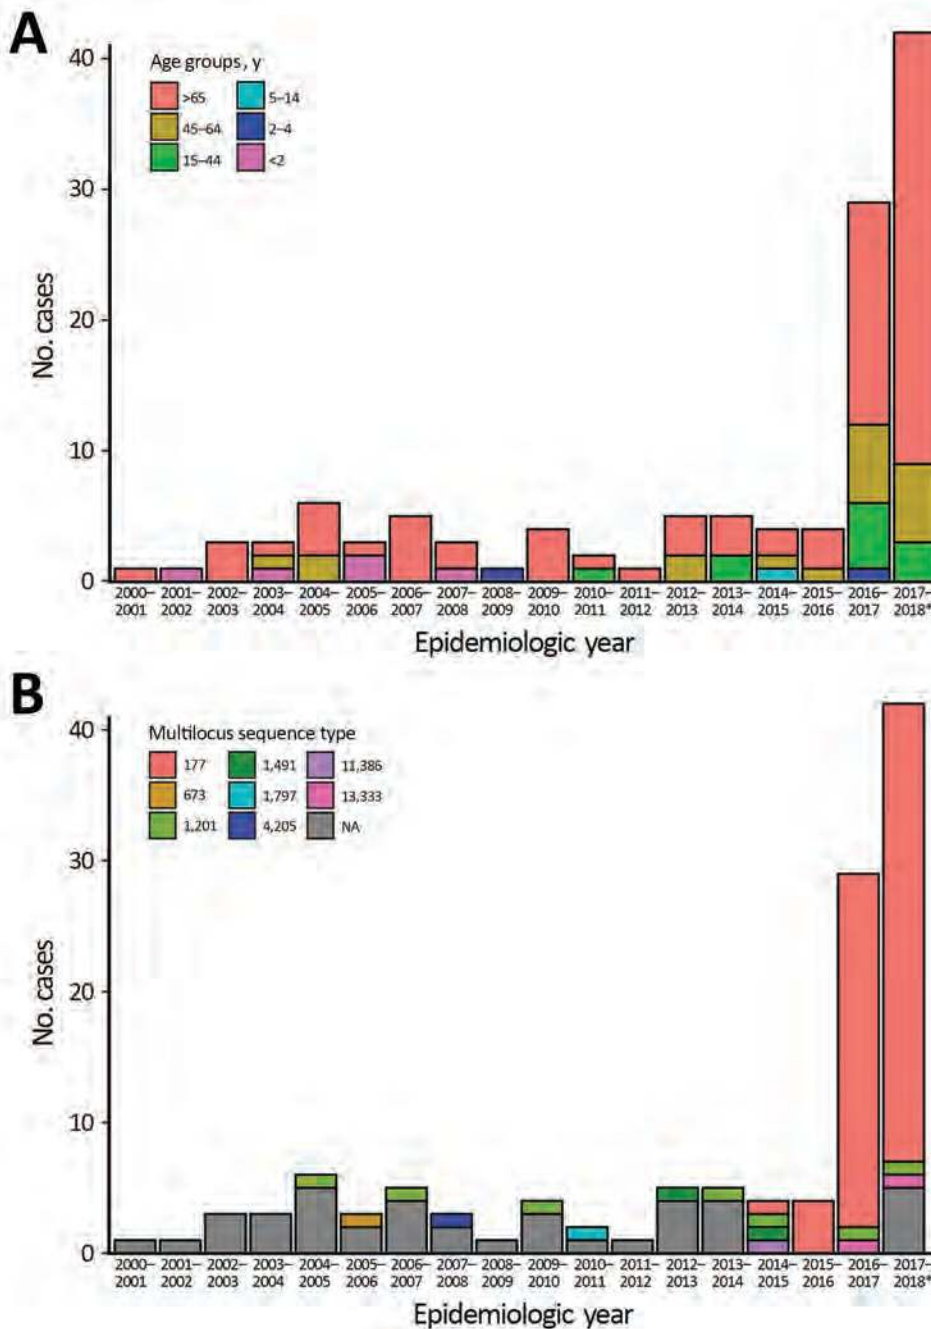 A
Age groups, y
>65 5–14
45–64 2–4
15–44 <2
40
30
20
10
0
No. cases
2000– 2001– 2002– 2003– 2004– 2005– 2006– 2007– 2008– 2009– 2010– 2011– 2012– 2013– 2014– 2015– 2016– 2017–
2001 2002 2003 2004 2005 2006 2007 2008 2009 2010 2011 2012 2013 2014 2015 2016 2017 2018*
Epidemiologic year
B
Multilocus sequence type
177 1,491 11,386
673 1,797 13,333
1,201 4,205 NA
40
30
20
10
0
No. cases
2000– 2001– 2002– 2003– 2004– 2005– 2006– 2007– 2008– 2009– 2010– 2011– 2012– 2013– 2014– 2015– 2016– 2017–
2001 2002 2003 2004 2005 2006 2007 2008 2009 2010 2011 2012 2013 2014 2015 2016 2017 2018*
Epidemiologic year